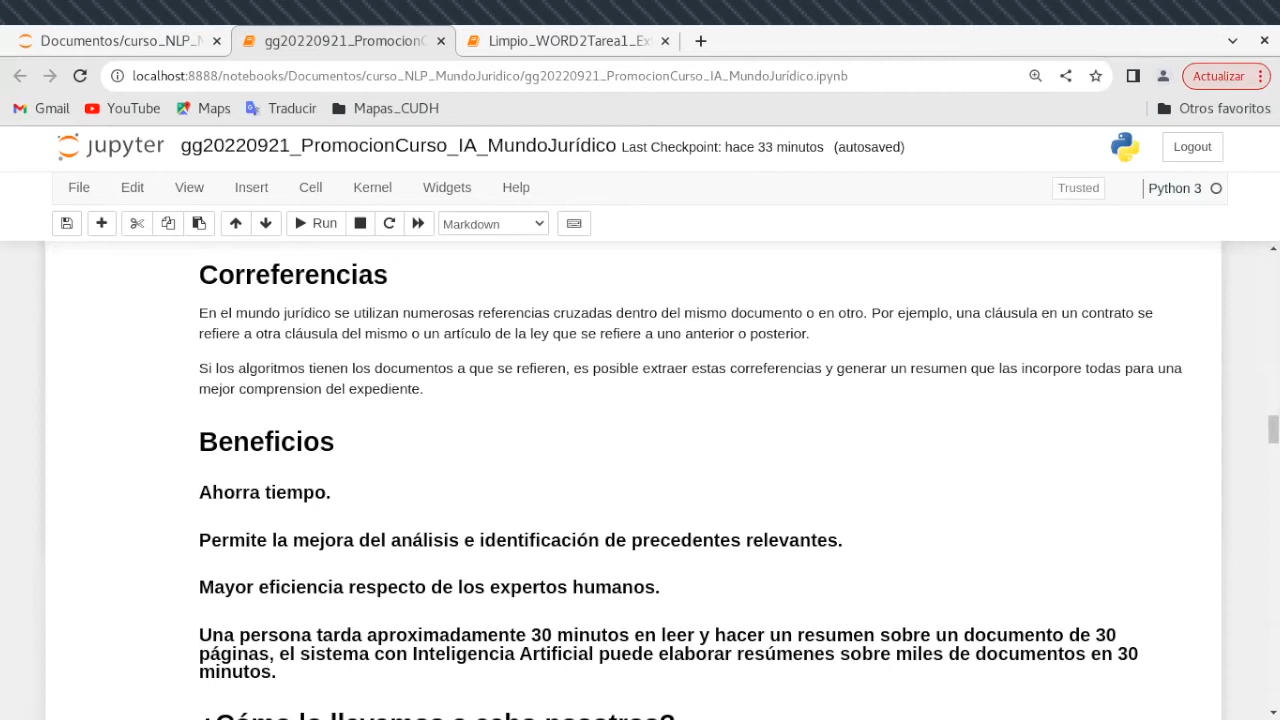 Documentos/curso_NLP_M
gg20220921_PromocionC
Limpio_WORD2Tarea1_Ex
localhost:8888/notebooks/Documentos/curso_NLP_MundoJuridico/gg20220921_PromocionCurso_IA_MundoJurídico.ipynb
Actualizar
Gmail YouTube Maps Traducir Mapas_CUDH Otros favoritos
jupyter gg20220921_PromocionCurso_IA_MundoJurídico Last Checkpoint: hace 33 minutos (autosaved) Logout
File Edit View Insert Cell Kernel Widgets Help Trusted Python 3
Run Markdown
Correferencias
En el mundo jurídico se utilizan numerosas referencias cruzadas dentro del mismo documento o en otro. Por ejemplo, una cláusula en un contrato se
refiere a otra cláusula del mismo o un artículo de la ley que se refiere a uno anterior o posterior.
Si los algoritmos tienen los documentos a que se refieren, es posible extraer estas correferencias y generar un resumen que las incorpore todas para una
mejor comprension del expediente.
Beneficios
Ahorra tiempo.
Permite la mejora del análisis e identificación de precedentes relevantes.
Mayor eficiencia respecto de los expertos humanos.
Una persona tarda aproximadamente 30 minutos en leer y hacer un resumen sobre un documento de 30
páginas, el sistema con Inteligencia Artificial puede elaborar resúmenes sobre miles de documentos en 30
minutos.
¿Cómo lo llevamos a cabo nosotros?